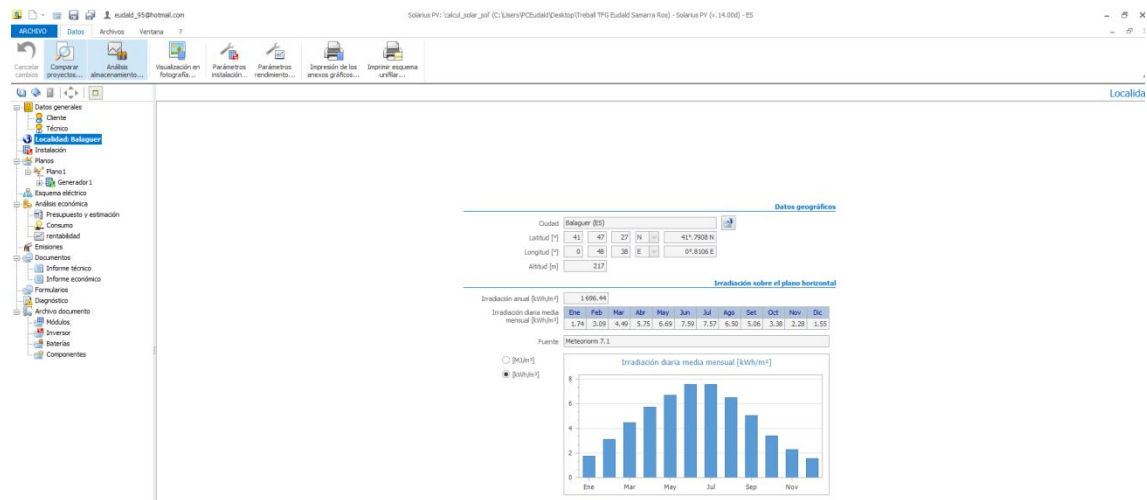 eudald_95@hotmail.com
Solarius PV: 'calcul_solar_sol' (C:\Users\PCEudald\Desktop\Treball TFG Eudald Samarra Ros) - Solarius PV (v.14.00d) - ES
ARCHIVO Datos Archivos Ventana ?
Cancelar cambios
Comparar proyectos...
Análisis almacenamiento...
Visualización en fotografía...
Parámetros instalación...
Parámetros rendimiento...
Impresión de los anexos gráficos...
Imprimir esquema unifilar...
Localida
Datos generales
Cliente
Técnico
Localidad: Balaguer
Instalación
Planos
Plano1
Generador1
Esquema eléctrico
Análisis económica
Presupuesto y estimación
Consumo
rentabilidad
Emisiones
Documentos
Informe técnico
Informe económico
Formularios
Diagnóstico
Archivo documento
Módulos
Inversor
Baterías
Componentes
Datos geográficos
Ciudad Balaguer (ES)
Latitud [°] 41 47 27 N 41°.7908 N
Longitud [°] 0 48 38 E 0°.8106 E
Altitud [m] 217
Irradiación sobre el plano horizontal
Irradiación anual [kWh/m²] 1 696.44
Irradiación diaria media mensual [kWh/m²]
Ene Feb Mar Abr May Jun Jul Ago Set Oct Nov Dic
1.74 3.09 4.49 5.75 6.69 7.59 7.57 6.50 5.06 3.38 2.28 1.55
Fuente Meteonorm 7.1
[MJ/m²]
[kWh/m²]
Irradiación diaria media mensual [kWh/m²]
8
6
4
2
0
Ene Mar May Jul Sep Nov